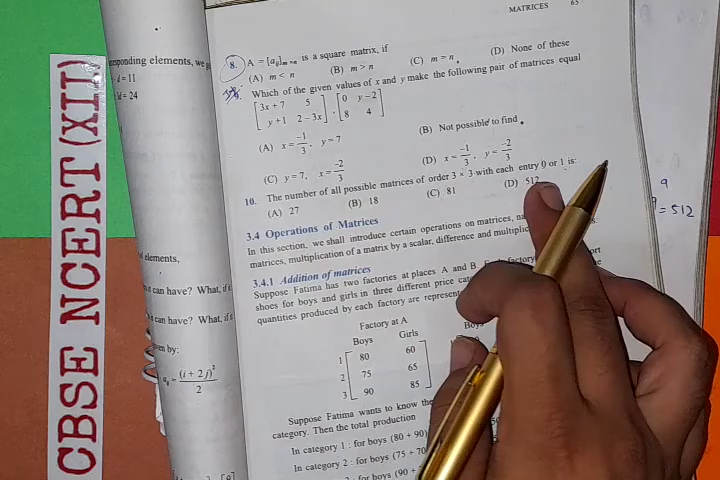 MATRICES 65
8. A = [aij]m × n is a square matrix, if
(A) m < n (B) m > n (C) m = n (D) None of these
9. Which of the given values of x and y make the following pair of matrices equal
[3x + 7 5] , [0 y – 2]
[y + 1 2 – 3x] [8 4]
(A) x = –1/3, y = 7 (B) Not possible to find
(C) y = 7, x = –2/3 (D) x = –1/3, y = –2/3
10. The number of all possible matrices of order 3 × 3 with each entry 0 or 1 is:
(A) 27 (B) 18 (C) 81 (D) 512
3.4 Operations of Matrices
In this section, we shall introduce certain operations on matrices,
matrices, multiplication of a matrix by a scalar, difference and
3.4.1 Addition of matrices
Suppose Fatima has two factories at places A and B.
shoes for boys and girls in three different price
quantities produced by each factory are
Factory at A
Boys Girls
1 80 60
2 75 65
3 90 85
Suppose Fatima wants to know the
category. Then the total production
In category 1 : for boys (80 + 90)
In category 2 : for boys (75 + 70
: for boys (90 +
elements, we
= 11
= 24
elements,
can have? What, if
can have? What, if
by:
aij = (i + 2j)²/2
9
= 512
CBSE NCERT (XII)